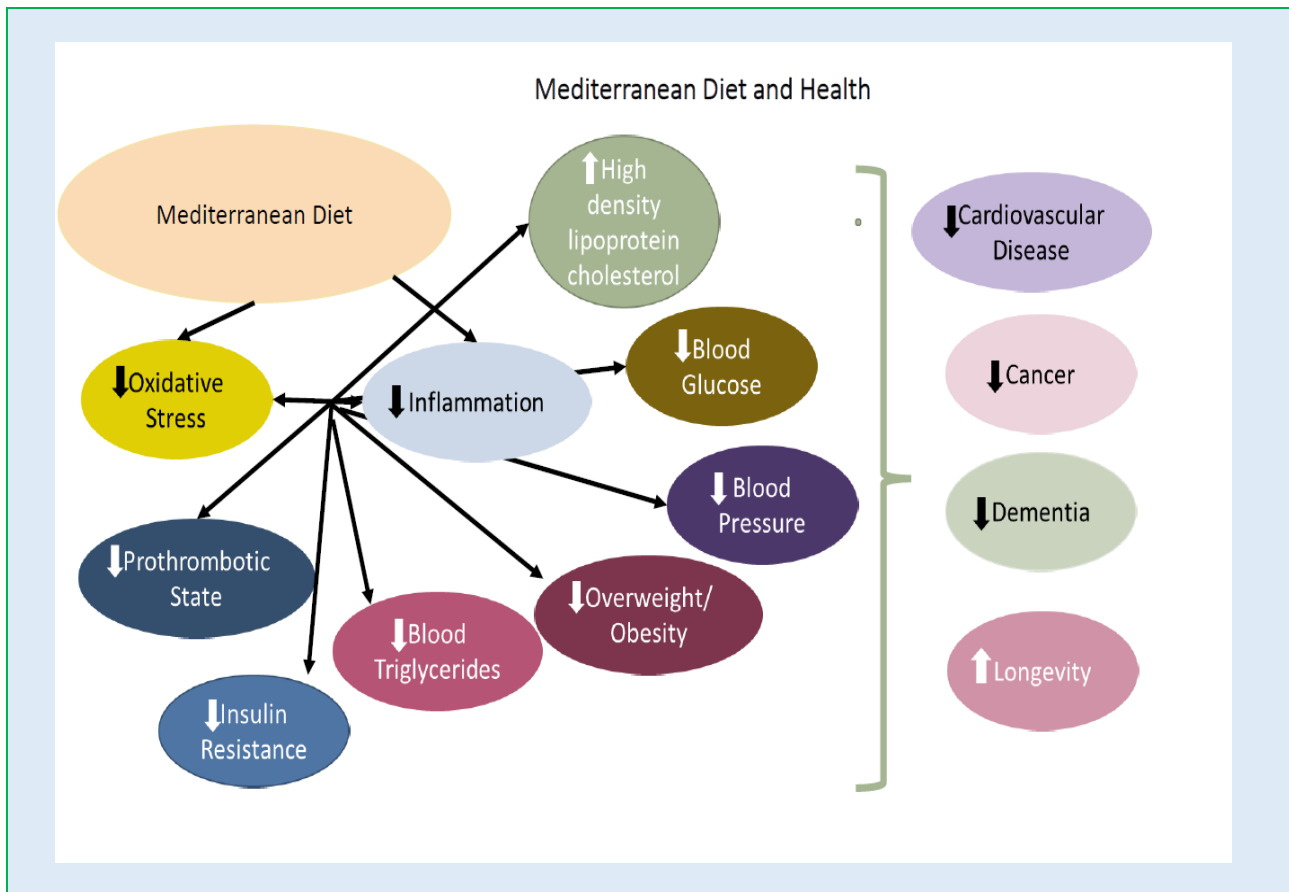 Mediterranean Diet and Health
Mediterranean Diet
High
density
lipoprotein
cholesterol
Oxidative
Stress
Inflammation
Blood
Glucose
Blood
Pressure
Prothrombotic
State
Overweight/
Obesity
Blood
Triglycerides
Insulin
Resistance
Cardiovascular
Disease
Cancer
Dementia
Longevity